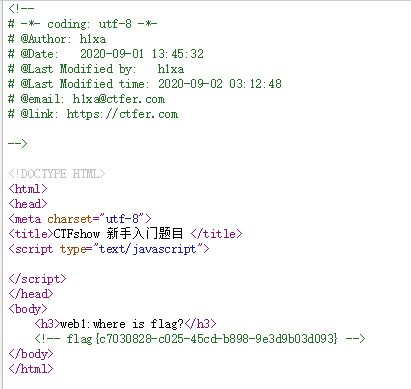 <!--
# -*- coding: utf-8 -*-
# @Author: h1xa
# @Date:   2020-09-01 13:45:32
# @Last Modified by:   h1xa
# @Last Modified time: 2020-09-02 03:12:48
# @email: h1xa@ctfer.com
# @link: https://ctfer.com
-->
<!DOCTYPE HTML>
<html>
<head>
<meta charset="utf-8">
<title>CTFshow 新手入门题目 </title>
<script type="text/javascript">
</script>
</head>
<body>
    <h3>web1:where is flag?</h3>
    <!-- flag{c7030828-c025-45cd-b898-9e3d9b03d093} -->
</body>
</html>